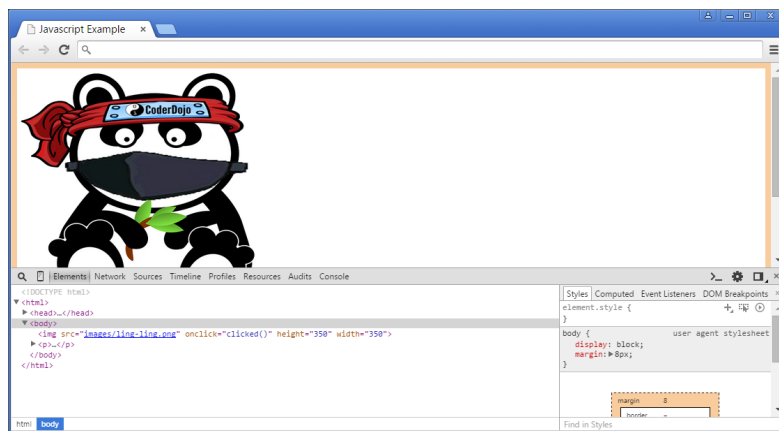 Javascript Example
CoderDojo
Elements Network Sources Timeline Profiles Resources Audits Console
<!DOCTYPE html>
<html>
<head>…</head>
<body>
<img src="images/ling-ling.png" onclick="clicked()" height="350" width="350">
<p>…</p>
</body>
</html>
html body
Styles Computed Event Listeners DOM Breakpoints
element.style {
}
body { user agent stylesheet
display: block;
margin: 8px;
}
margin 8
border –
Find in Styles